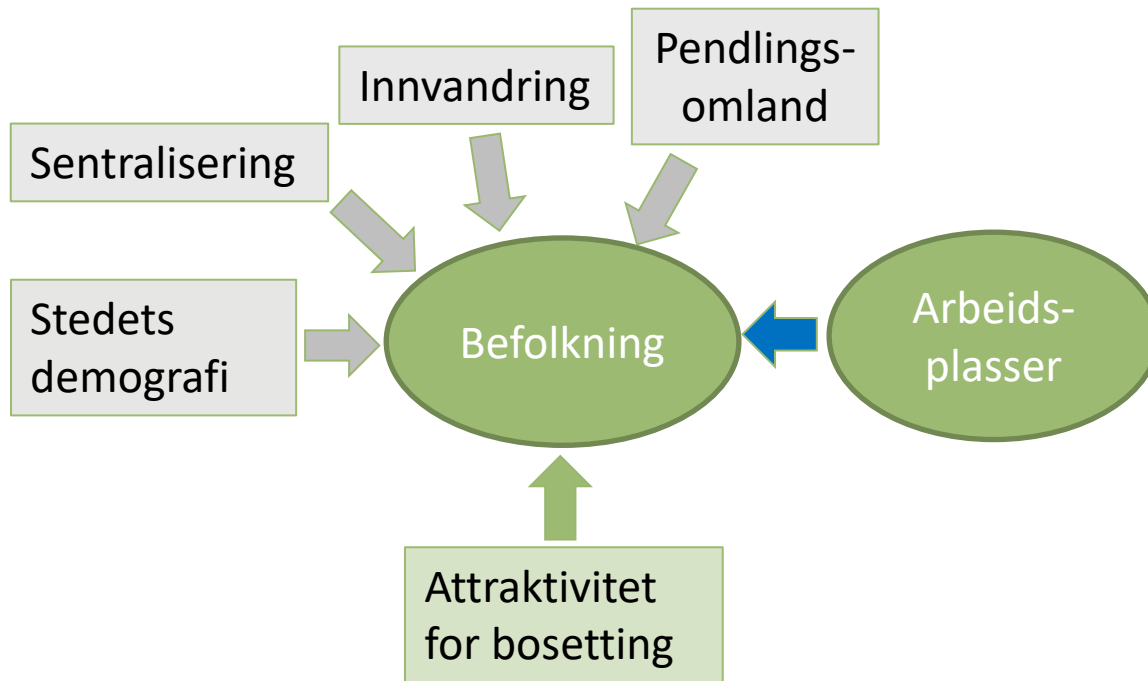 Pendlings-
omland
Innvandring
Sentralisering
Stedets
demografi
Befolkning
Arbeids-
plasser
Attraktivitet
for bosetting